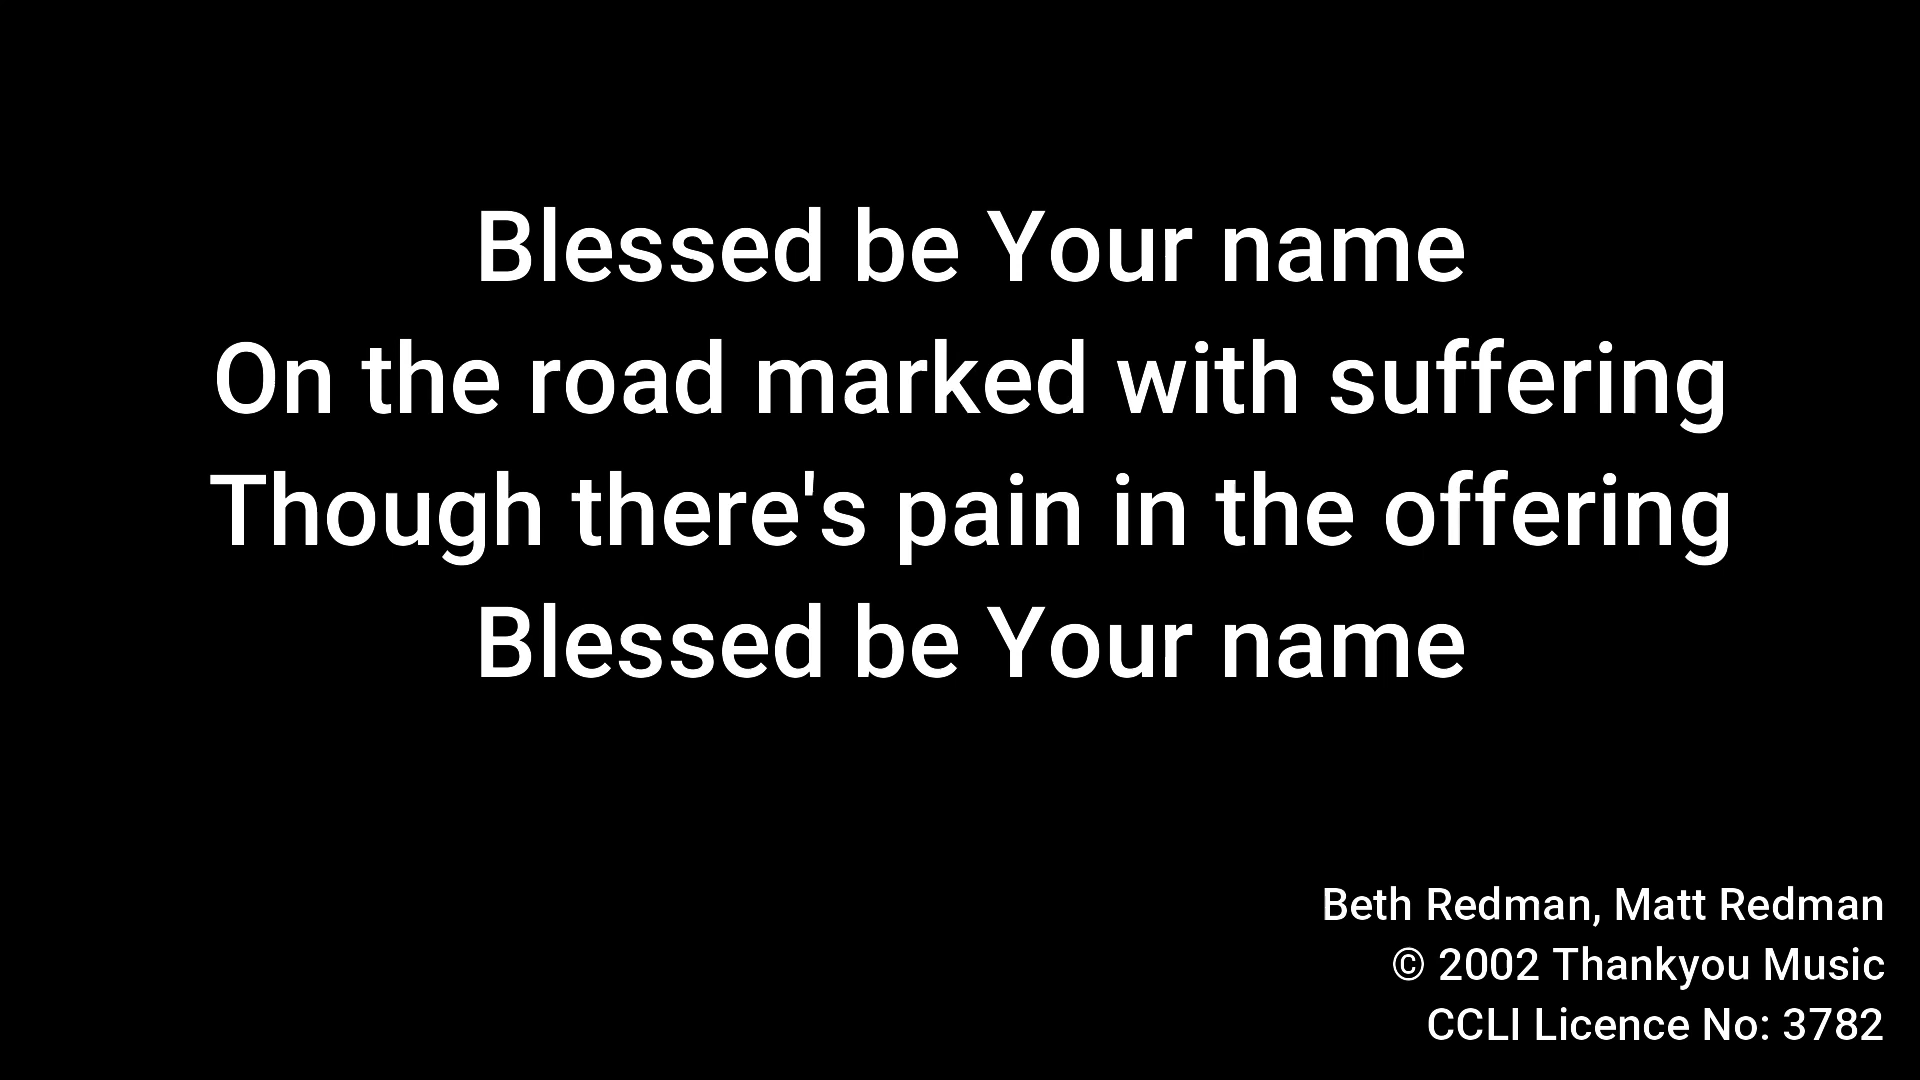 Blessed be Your name
On the road marked with suffering
Though there's pain in the offering
Blessed be Your name
Beth Redman, Matt Redman
© 2002 Thankyou Music
CCLI Licence No: 3782